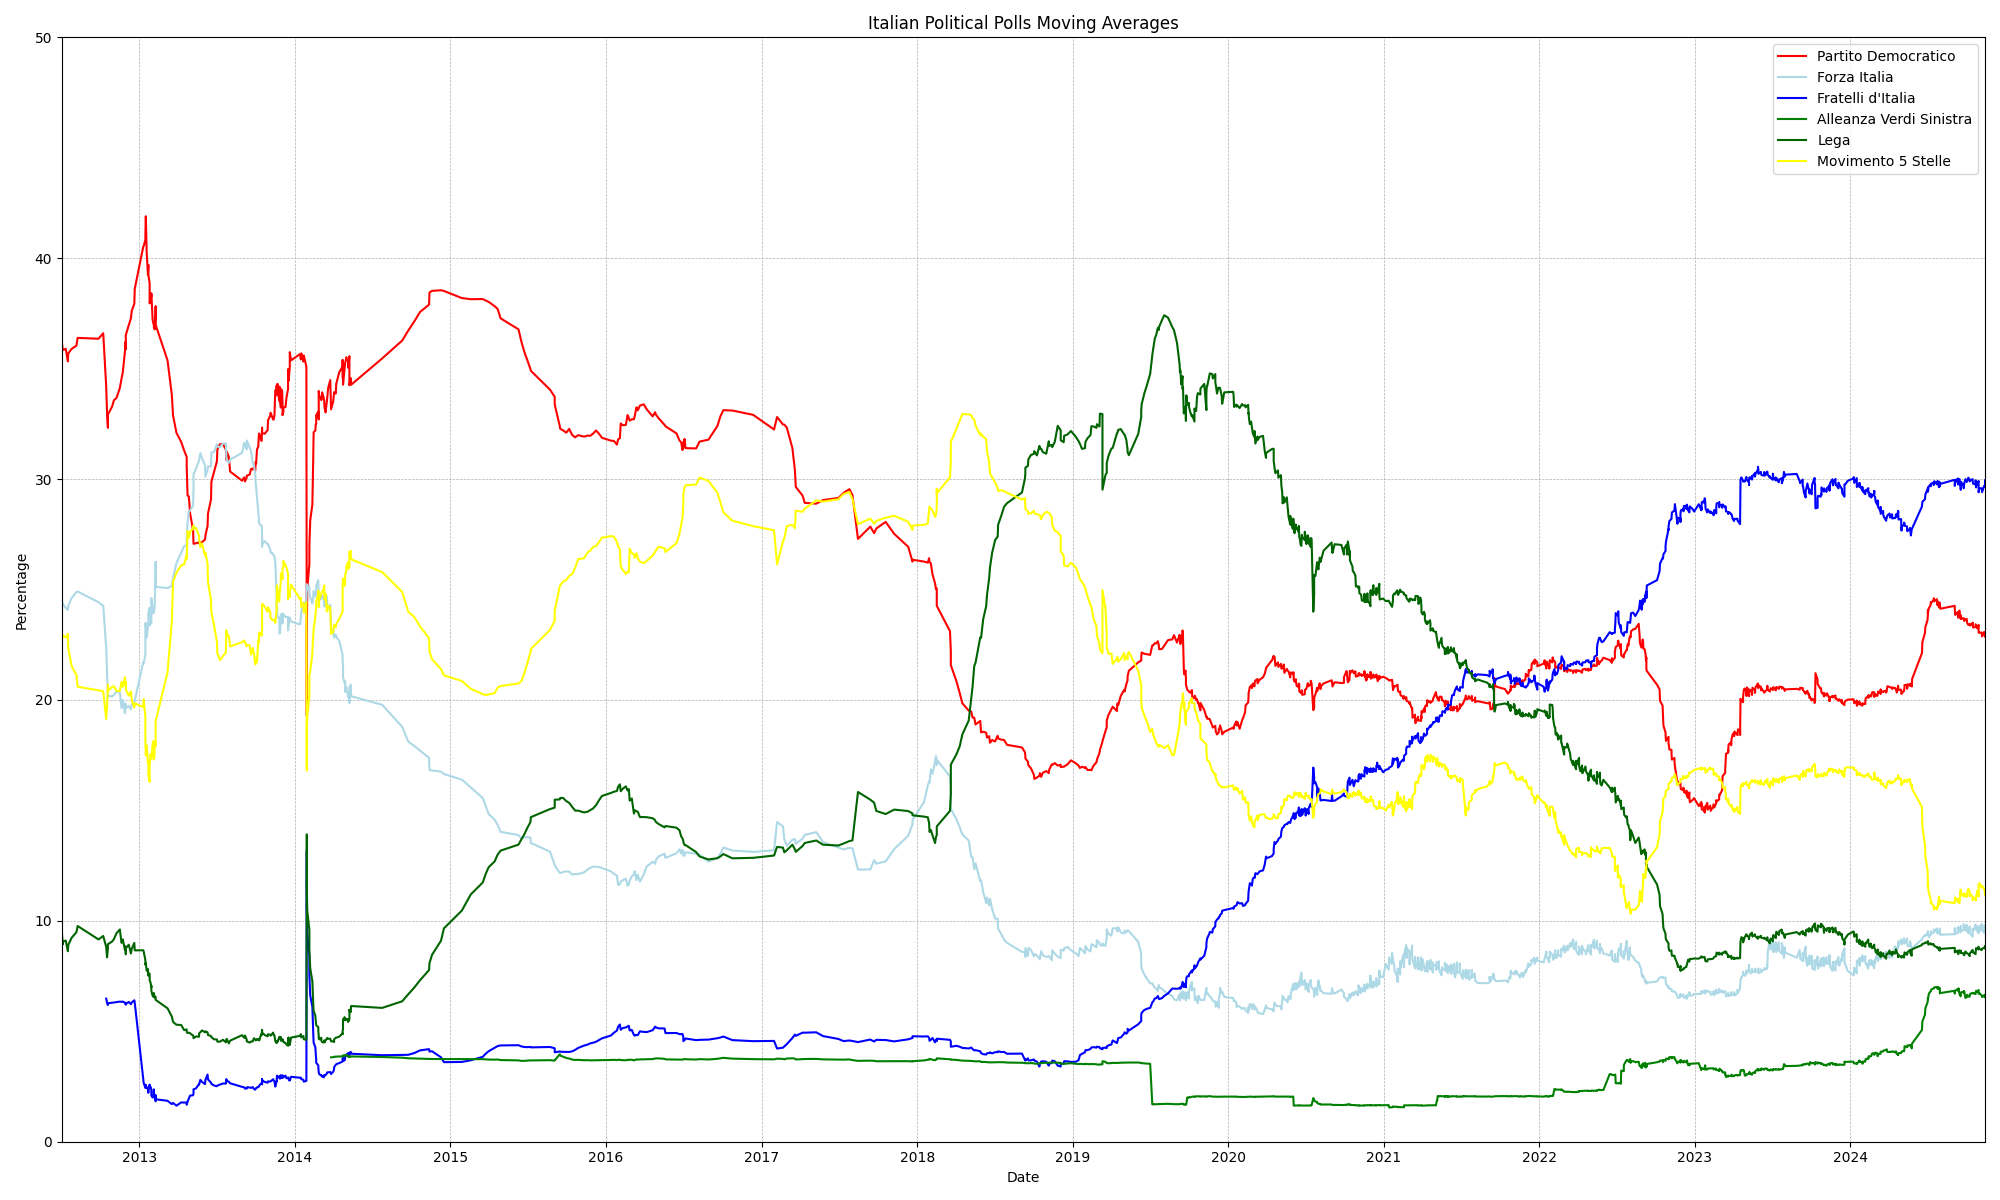 Italian Political Polls Moving Averages
50
40
30
20
10
0
Percentage
Partito Democratico
Forza Italia
Fratelli d'Italia
Alleanza Verdi Sinistra
Lega
Movimento 5 Stelle
2013 2014 2015 2016 2017 2018 2019 2020 2021 2022 2023 2024
Date